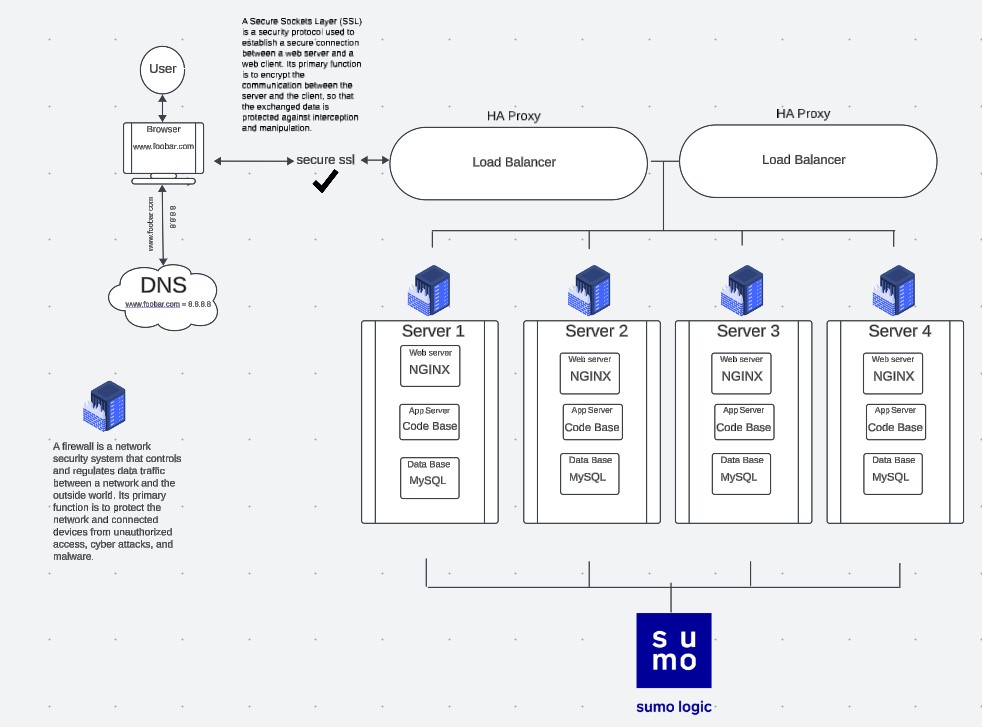 A Secure Sockets Layer (SSL)
is a security protocol used to
establish a secure connection
between a web server and a
web client. Its primary function
is to encrypt the
communication between the
server and the client, so that
the exchanged data is
protected against interception
and manipulation.
User
Browser
www.foobar.com
secure ssl
HA Proxy
Load Balancer
HA Proxy
Load Balancer
www.foobar.com
8.8.8.8
DNS
www.foobar.com = 8.8.8.8
Server 1
Web server
NGINX
App Server
Code Base
Data Base
MySQL
Server 2
Web server
NGINX
App Server
Code Base
Data Base
MySQL
Server 3
Web server
NGINX
App Server
Code Base
Data Base
MySQL
Server 4
Web server
NGINX
App Server
Code Base
Data Base
MySQL
A firewall is a network
security system that controls
and regulates data traffic
between a network and the
outside world. Its primary
function is to protect the
network and connected
devices from unauthorized
access, cyber attacks, and
malware.
su
mo
sumo logic